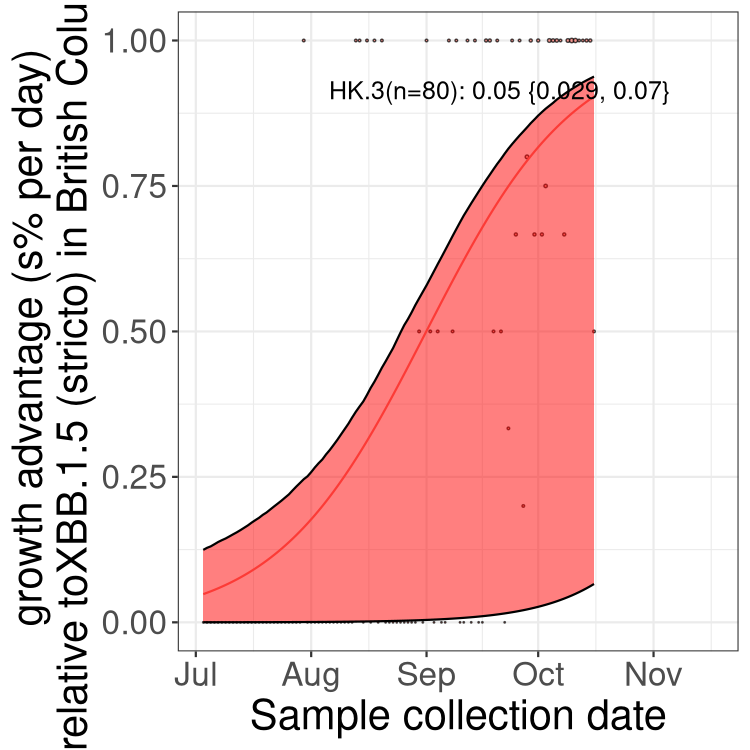 growth advantage (s% per day)
relative toXBB.1.5 (stricto) in British Colu
1.00
0.75
0.50
0.25
0.00
HK.3(n=80): 0.05 {0.029, 0.07}
Jul Aug Sep Oct Nov
Sample collection date